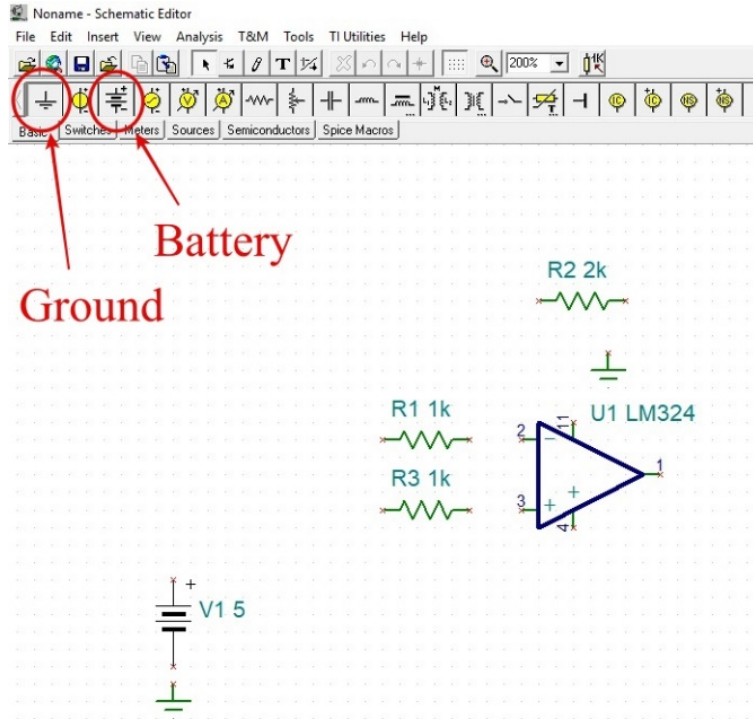 Noname - Schematic Editor
File Edit Insert View Analysis T&M Tools TI Utilities Help
200%
Basic Switches Meters Sources Semiconductors Spice Macros
Battery
Ground
R2 2k
R1 1k
U1 LM324
2
11
R3 1k
1
3
4
V1 5